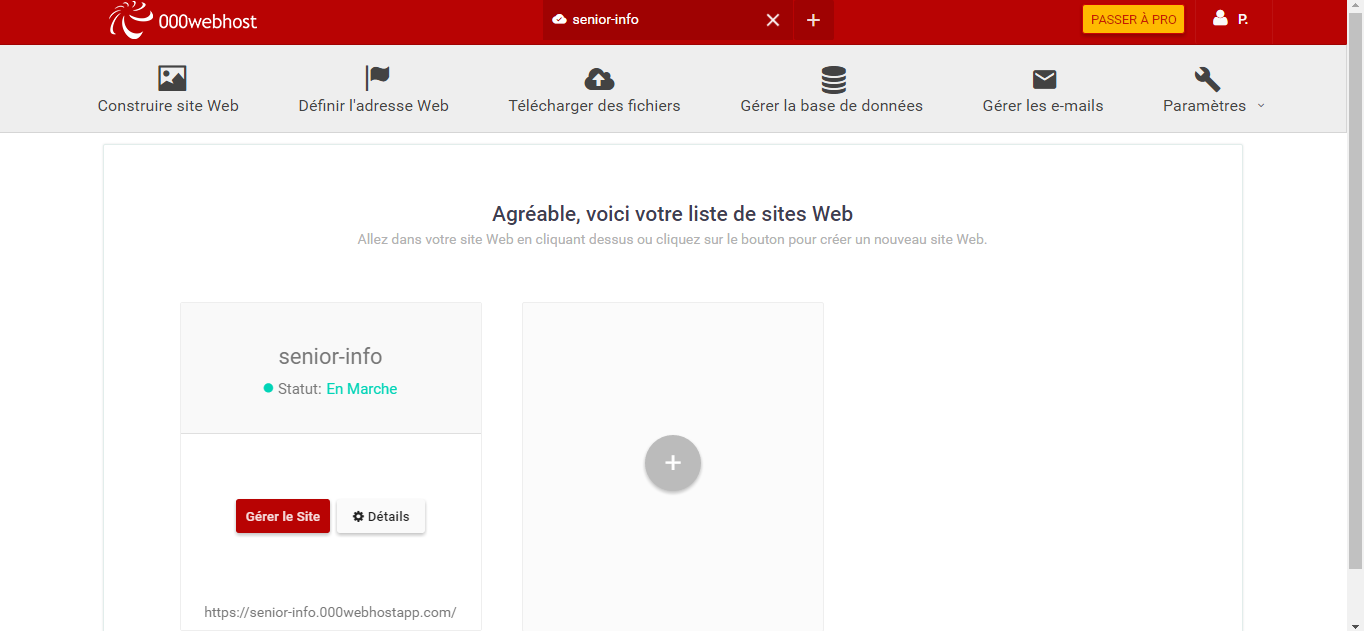 000webhost
senior-info
PASSER À PRO
P.
Construire site Web
Définir l'adresse Web
Télécharger des fichiers
Gérer la base de données
Gérer les e-mails
Paramètres
Agréable, voici votre liste de sites Web
Allez dans votre site Web en cliquant dessus ou cliquez sur le bouton pour créer un nouveau site Web.
senior-info
Statut: En Marche
Gérer le Site
Détails
https://senior-info.000webhostapp.com/